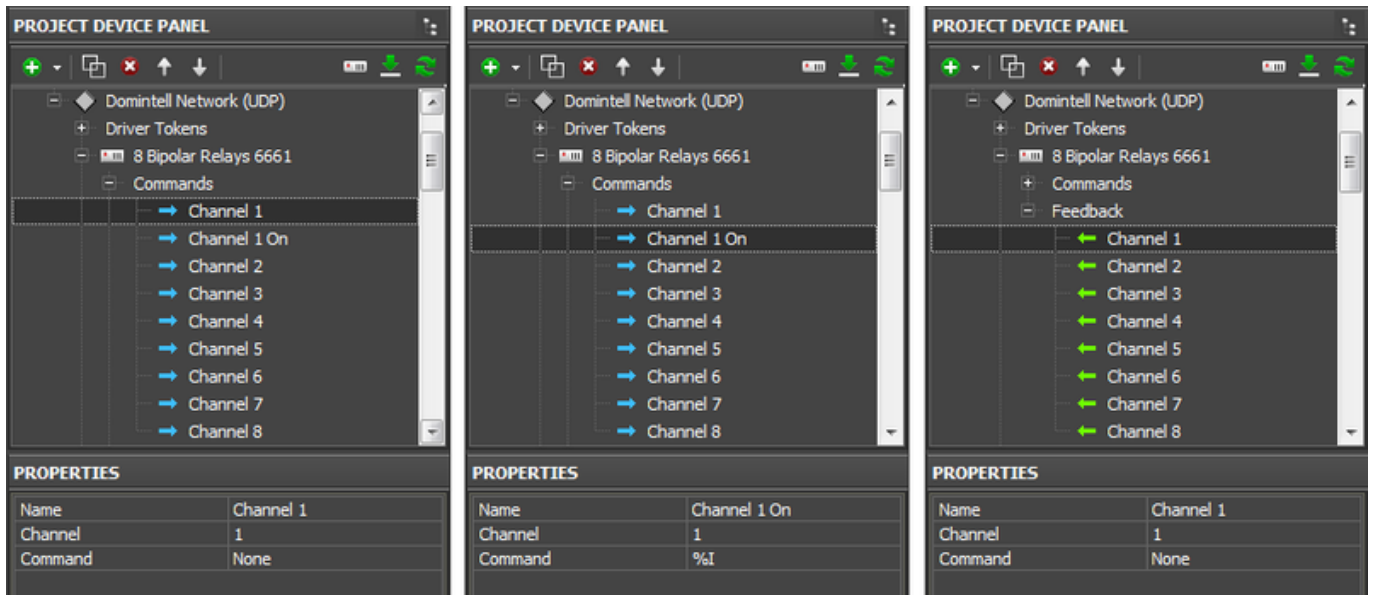 PROJECT DEVICE PANEL
Domintell Network (UDP)
Driver Tokens
8 Bipolar Relays 6661
Commands
Channel 1
Channel 1 On
Channel 2
Channel 3
Channel 4
Channel 5
Channel 6
Channel 7
Channel 8
PROPERTIES
Name Channel 1
Channel 1
Command None
PROJECT DEVICE PANEL
Domintell Network (UDP)
Driver Tokens
8 Bipolar Relays 6661
Commands
Channel 1
Channel 1 On
Channel 2
Channel 3
Channel 4
Channel 5
Channel 6
Channel 7
Channel 8
PROPERTIES
Name Channel 1 On
Channel 1
Command %I
PROJECT DEVICE PANEL
Domintell Network (UDP)
Driver Tokens
8 Bipolar Relays 6661
Commands
Feedback
Channel 1
Channel 2
Channel 3
Channel 4
Channel 5
Channel 6
Channel 7
Channel 8
PROPERTIES
Name Channel 1
Channel 1
Command None